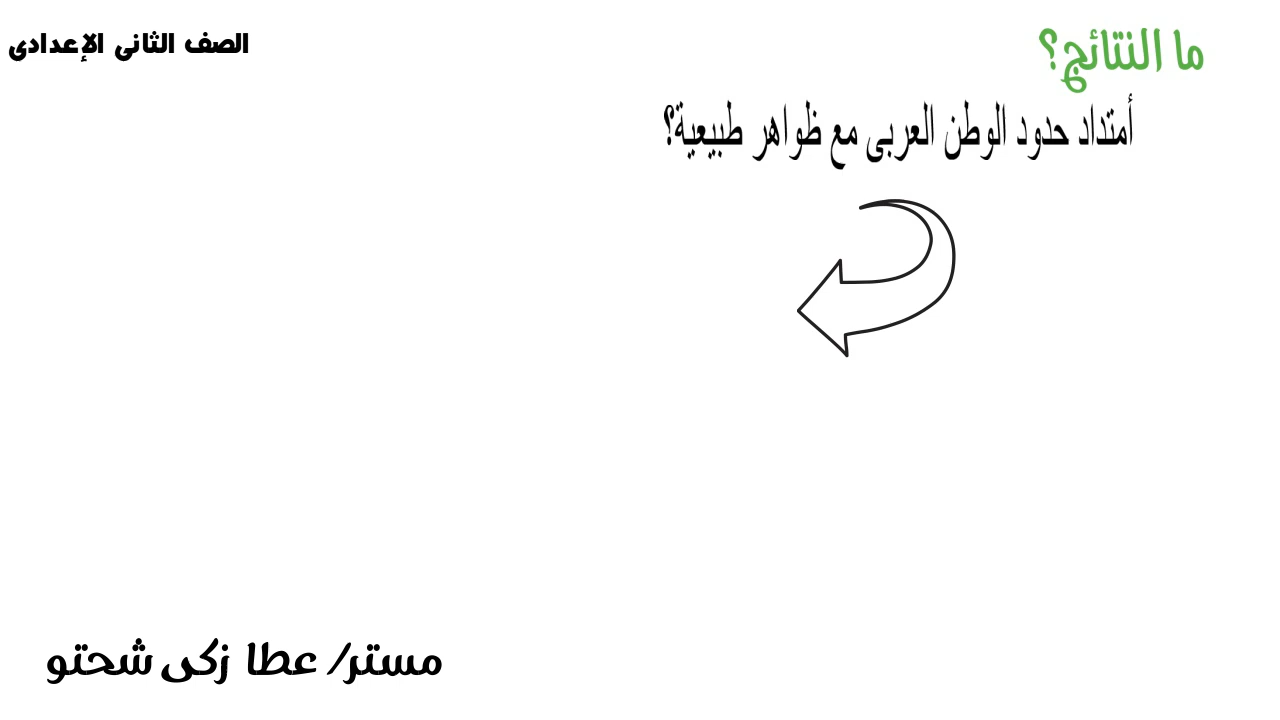 الصف الثانى الإعدادى
ما النتائج؟
أمتداد حدود الوطن العربى مع ظواهر طبيعية؟
مستر/ عطا زكى شحتو